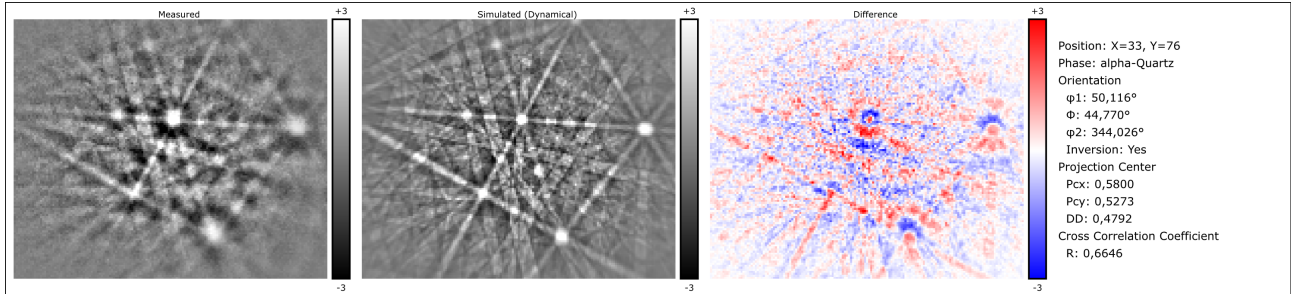 Measured
+3
-3
Simulated (Dynamical)
+3
-3
Difference
+3
-3
Position: X=33, Y=76
Phase: alpha-Quartz
Orientation
φ1: 50,116°
Φ: 44,770°
φ2: 344,026°
Inversion: Yes
Projection Center
Pcx: 0,5800
Pcy: 0,5273
DD: 0,4792
Cross Correlation Coefficient
R: 0,6646